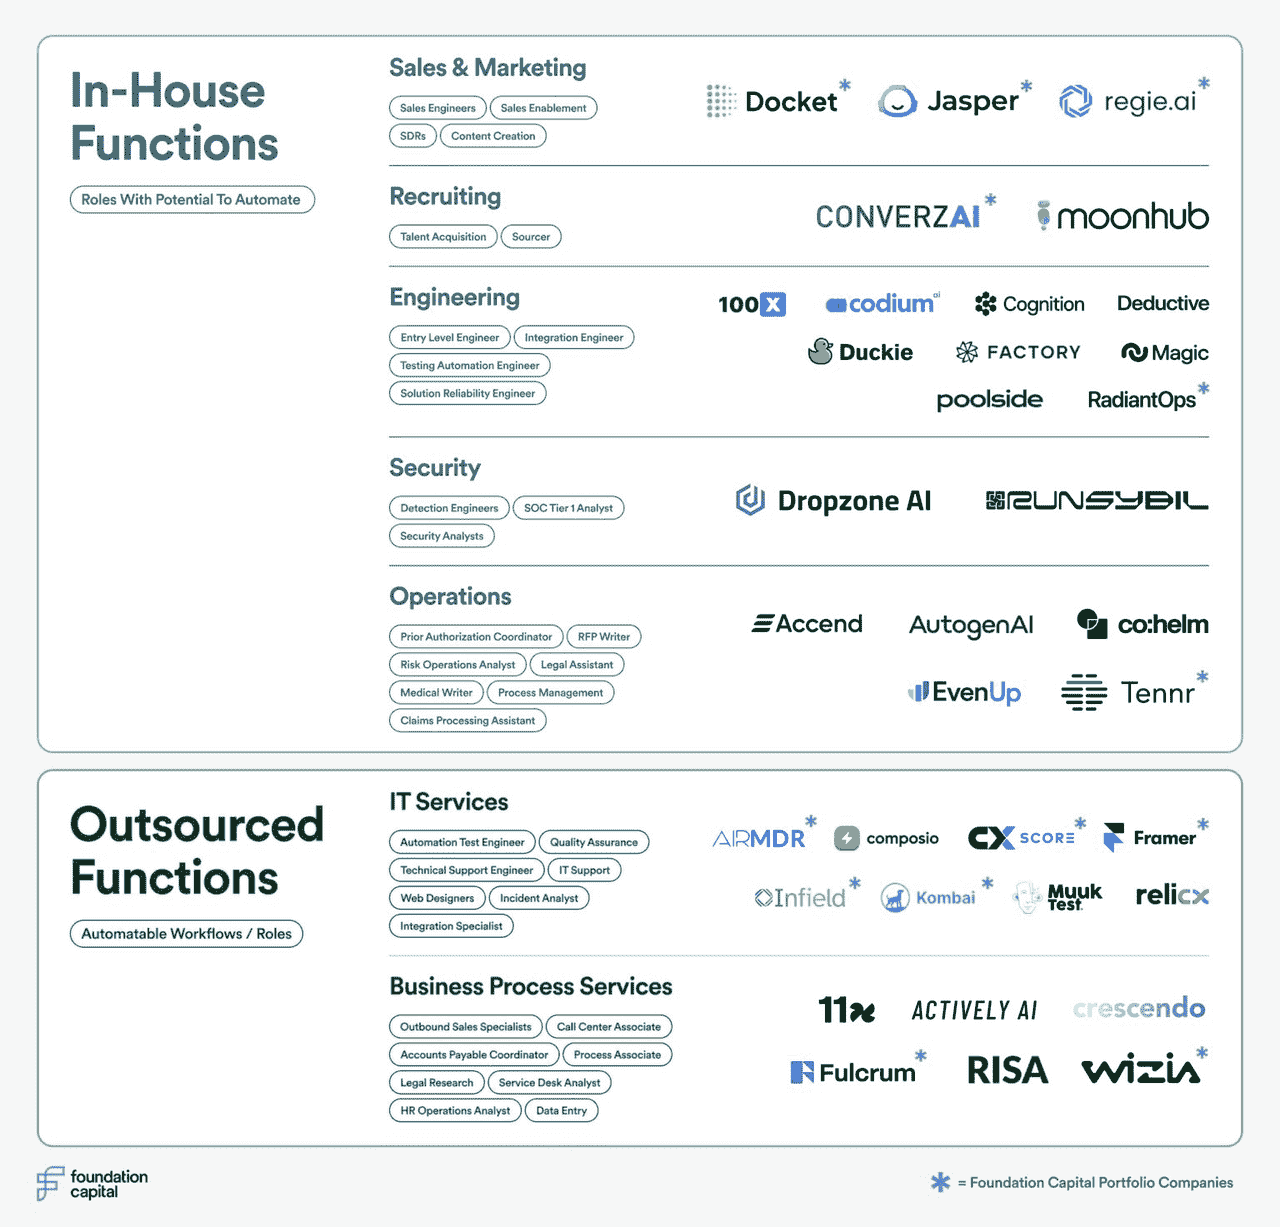 In-House
Functions
Roles With Potential To Automate
Sales & Marketing
Sales Engineers Sales Enablement
SDRs Content Creation
Docket* Jasper* regie.ai*
Recruiting
Talent Acquisition Sourcer
CONVERZAI* moonhub
Engineering
Entry Level Engineer Integration Engineer
Testing Automation Engineer
Solution Reliability Engineer
100X codium ai Cognition Deductive
Duckie FACTORY Magic
poolside RadiantOps*
Security
Detection Engineers SOC Tier 1 Analyst
Security Analysts
Dropzone AI RUNSYBIL
Operations
Prior Authorization Coordinator RFP Writer
Risk Operations Analyst Legal Assistant
Medical Writer Process Management
Claims Processing Assistant
Accend AutogenAI co:helm
EvenUp Tennr*
Outsourced
Functions
Automatable Workflows / Roles
IT Services
Automation Test Engineer Quality Assurance
Technical Support Engineer IT Support
Web Designers Incident Analyst
Integration Specialist
AIRMDR* composio CX SCORE* Framer*
Infield* Kombai* Muuk Test. relicx
Business Process Services
Outbound Sales Specialists Call Center Associate
Accounts Payable Coordinator Process Associate
Legal Research Service Desk Analyst
HR Operations Analyst Data Entry
11x ACTIVELY AI crescendo
Fulcrum* RISA wizia*
foundation
capital
* = Foundation Capital Portfolio Companies